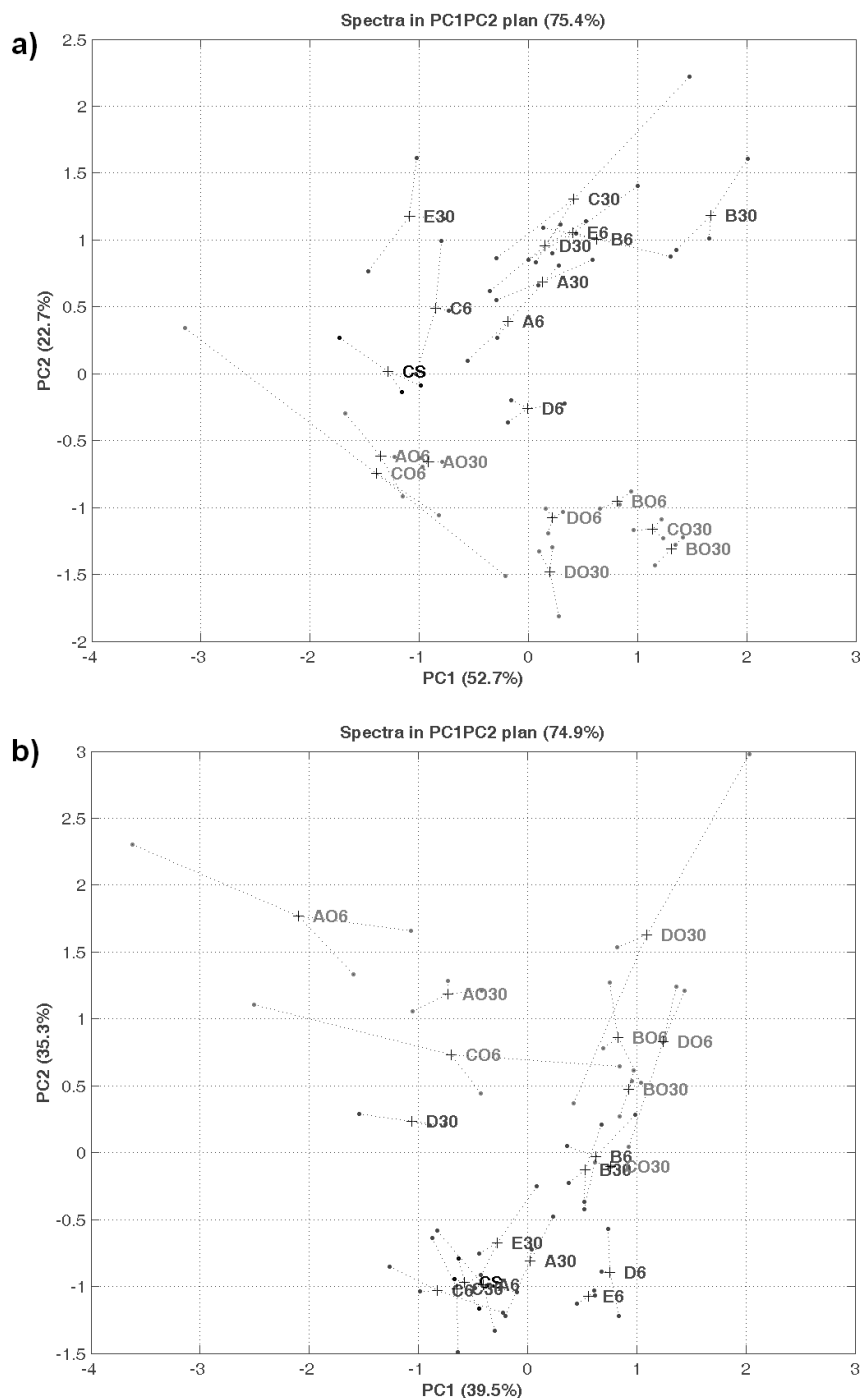 a)
Spectra in PC1PC2 plan (75.4%)
2.5
2
1.5
1
0.5
0
-0.5
-1
-1.5
-2
PC2 (22.7%)
C30
B30
E30
E6
B6
D30
A30
C6
A6
CS
D6
AO6
AO30
CO6
BO6
DO6
CO30
BO30
DO30
-4
-3
-2
-1
0
1
2
3
PC1 (52.7%)
b)
Spectra in PC1PC2 plan (74.9%)
3
2.5
2
1.5
1
0.5
0
-0.5
-1
-1.5
PC2 (35.3%)
AO6
DO30
AO30
BO6
DO6
CO6
BO30
D30
B6
B30
CO30
E30
A30
D6
CS
A6
C6
C30
E6
-4
-3
-2
-1
0
1
2
3
PC1 (39.5%)